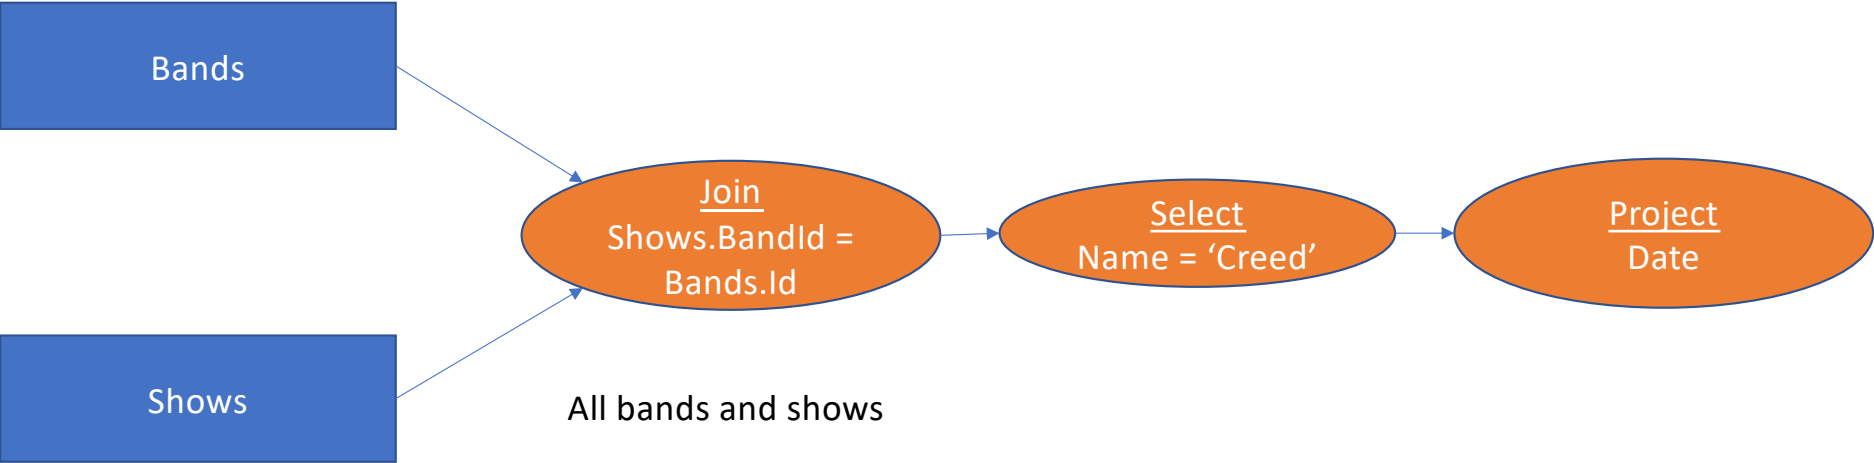 Bands
Join
Shows.BandId =
Bands.Id
Select
Name = ‘Creed’
Project
Date
Shows
All bands and shows